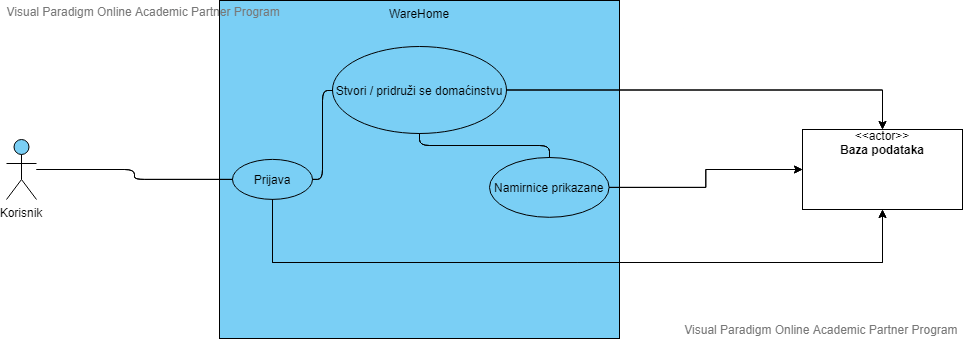 Visual Paradigm Online Academic Partner Program
WareHome
Stvori / pridruži se domaćinstvu
<<actor>>
Baza podataka
Prijava
Namirnice prikazane
Korisnik
Visual Paradigm Online Academic Partner Program